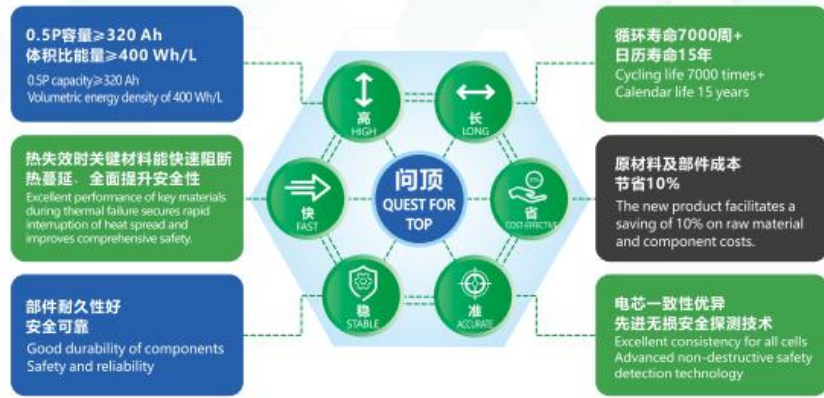 0.5P容量≥320 Ah
体积比能量≥400 Wh/L
0.5P capacity≥320 Ah
Volumetric energy density of 400 Wh/L
热失效时关键材料能快速阻断
热蔓延，全面提升安全性
Excellent performance of key materials
during thermal failure secures rapid
interruption of heat spread and
improves comprehensive safety.
部件耐久性好
安全可靠
Good durability of components
Safety and reliability
高
HIGH
长
LONG
快
FAST
问顶
QUEST FOR
TOP
省
COST-EFFECTIVE
稳
STABLE
准
ACCURATE
循环寿命7000周+
日历寿命15年
Cycling life 7000 times+
Calendar life 15 years
原材料及部件成本
节省10%
The new product facilitates a
saving of 10% on raw material
and component costs.
电芯一致性优异
先进无损安全探测技术
Excellent consistency for all cells
Advanced non-destructive safety
detection technology